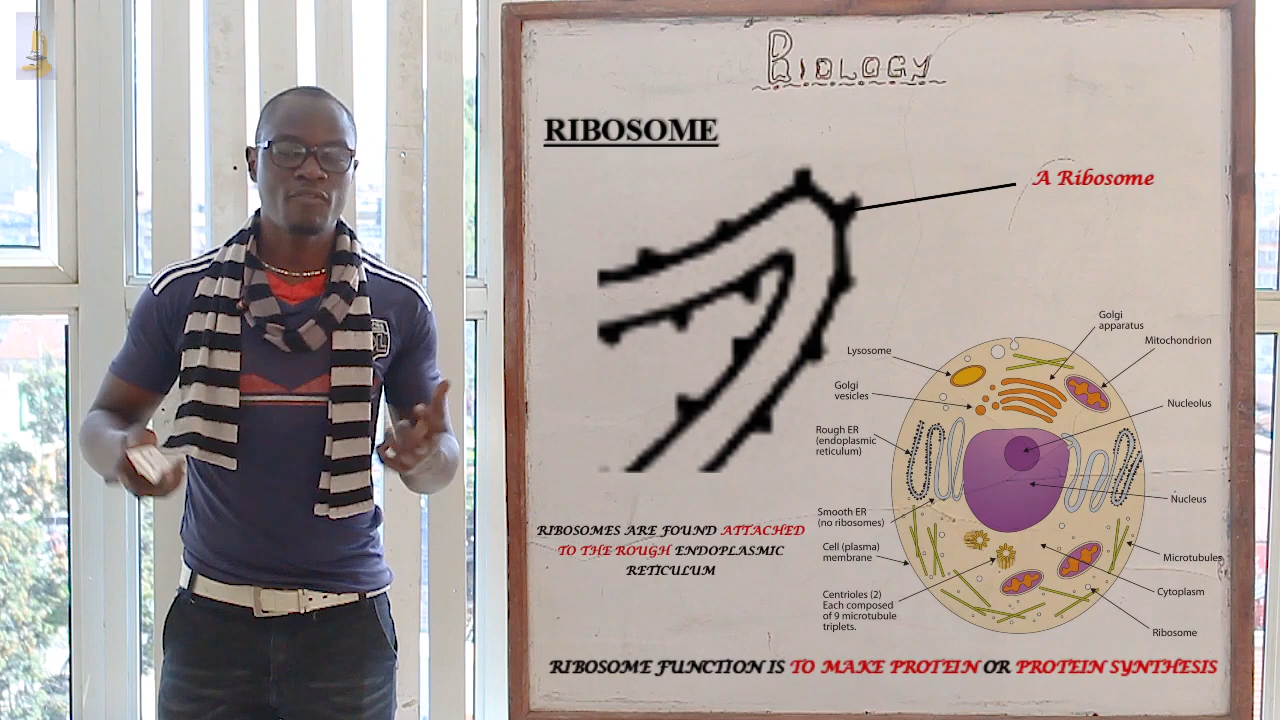 BIOLOGY
RIBOSOME
A Ribosome
Golgi
apparatus
Mitochondrion
Lysosome
Golgi
vesicles
Nucleolus
Rough ER
(endoplasmic
reticulum)
Nucleus
Smooth ER
(no ribosomes)
RIBOSOMES ARE FOUND ATTACHED
TO THE ROUGH ENDOPLASMIC
RETICULUM
Cell (plasma)
membrane
Microtubules
Centrioles (2)
Each composed
of 9 microtubule
triplets.
Cytoplasm
Ribosome
RIBOSOME FUNCTION IS TO MAKE PROTEIN OR PROTEIN SYNTHESIS